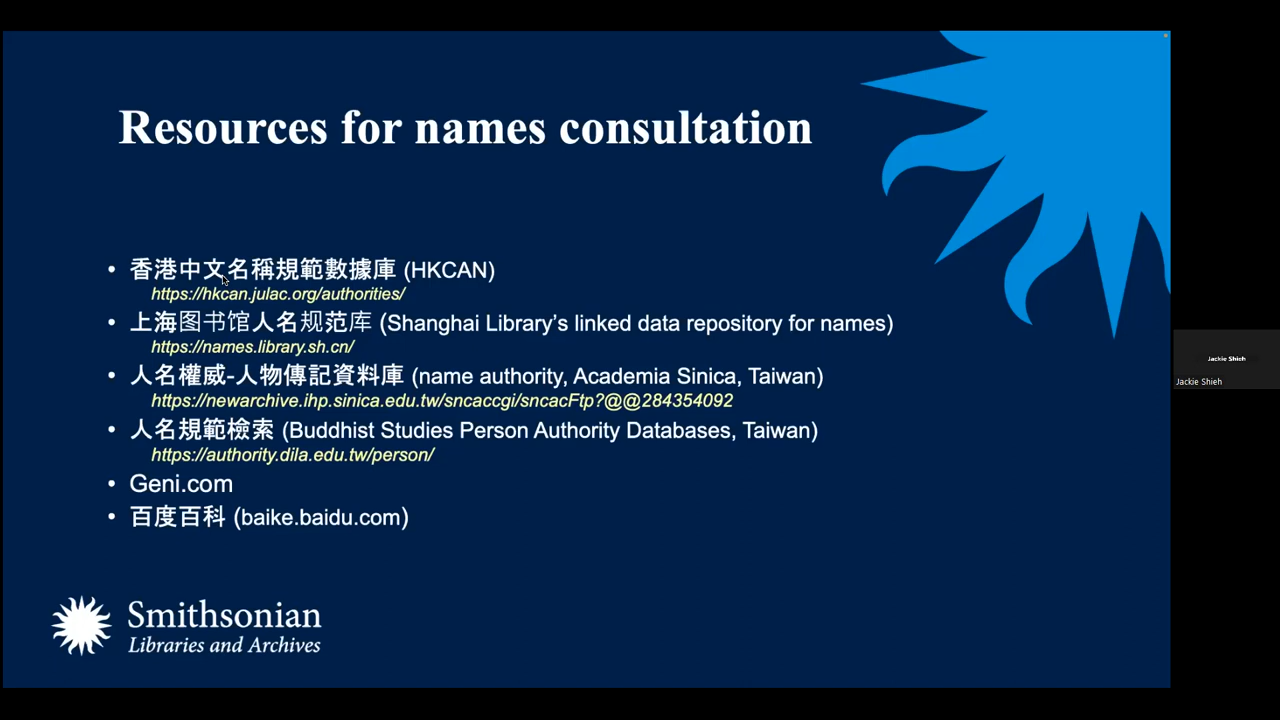 Resources for names consultation
• 香港中文名稱規範數據庫 (HKCAN)
https://hkcan.julac.org/authorities/
• 上海图书馆人名规范库 (Shanghai Library’s linked data repository for names)
https://names.library.sh.cn/
• 人名權威-人物傳記資料庫 (name authority, Academia Sinica, Taiwan)
https://newarchive.ihp.sinica.edu.tw/sncaccgi/sncacFtp?@@284354092
• 人名規範檢索 (Buddhist Studies Person Authority Databases, Taiwan)
https://authority.dila.edu.tw/person/
• Geni.com
• 百度百科 (baike.baidu.com)
Smithsonian
Libraries and Archives
Jackie Shieh
Jackie Shieh